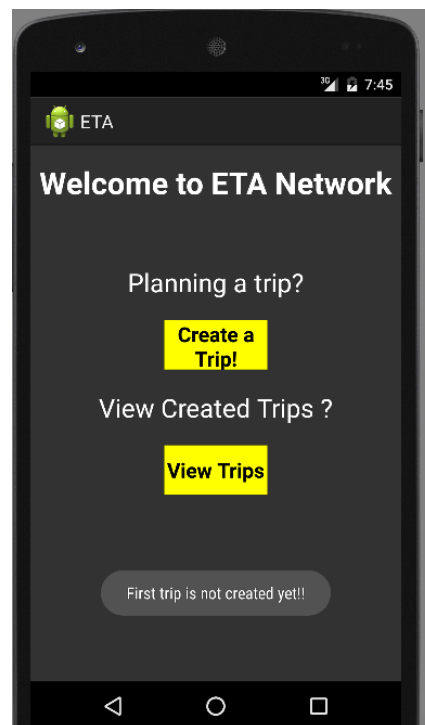 3G 7:45
ETA
Welcome to ETA Network
Planning a trip?
Create a
Trip!
View Created Trips ?
View Trips
First trip is not created yet!!